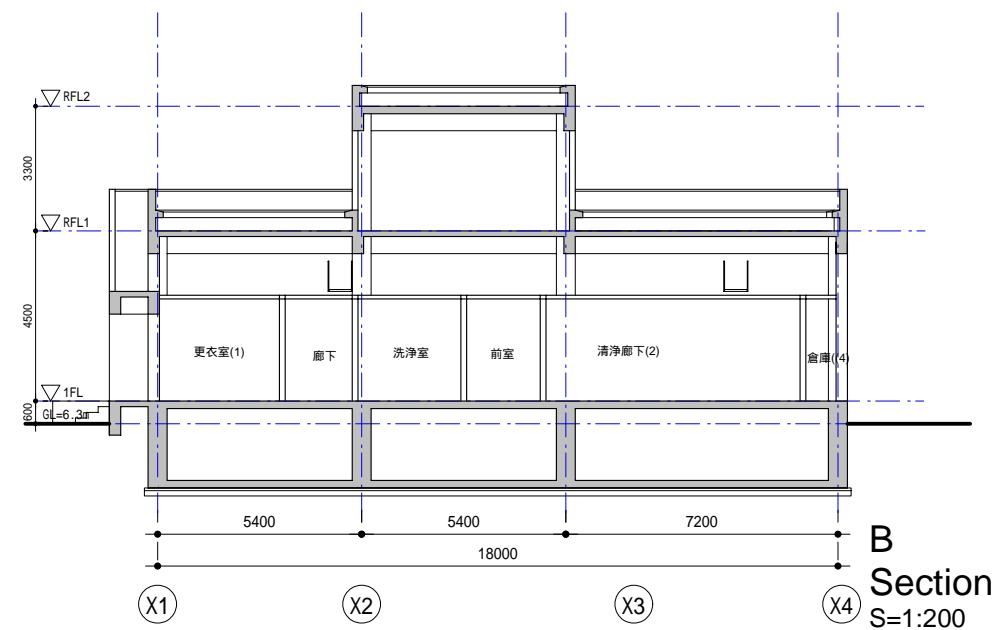 RFL2
3300
RFL1
4500
更衣室(1)
廊下
洗浄室
前室
清浄廊下(2)
倉庫((4)
1FL
600
GL=6.3m
5400
5400
7200
18000
X1
X2
X3
X4
B
Section
S=1:200